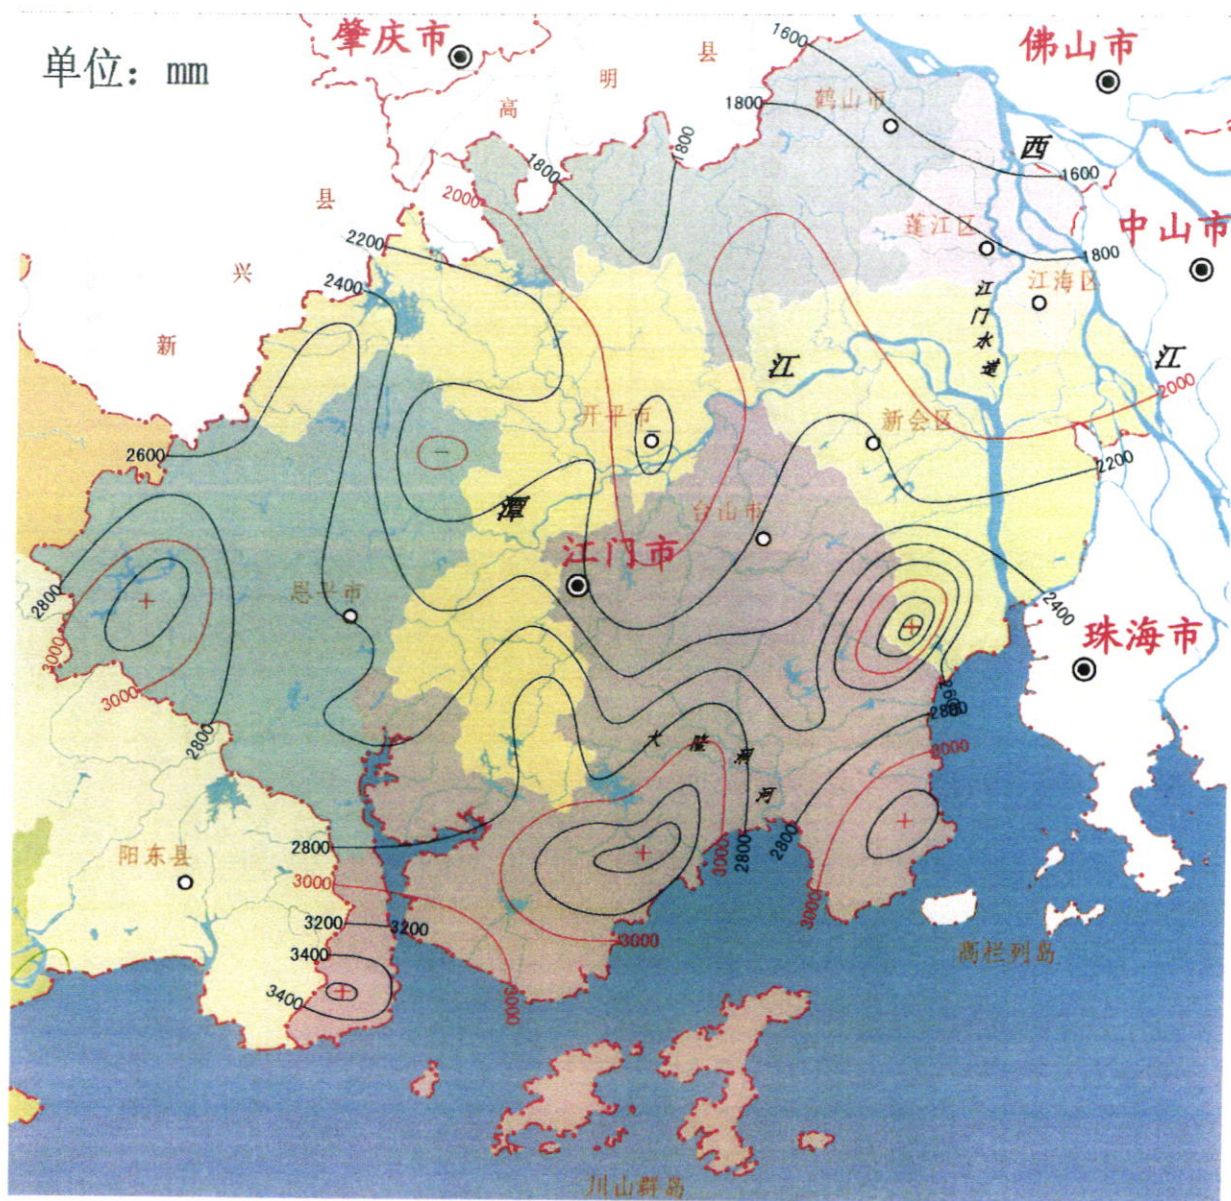 单位：mm
肇庆市
佛山市
县
明
高
1600
鹤山市
1800
西
1800
1800
1600
县
2000
中山市
2200
蓬江区
1800
兴
2400
江海区
江门水道
新
江
江
2000
开平市
新会区
2600
2200
潭
台山市
江门市
2800
恩平市
2400
3000
珠海市
3000
2600
2800
2800
3000
大隆洞河
2800
3000
2800
2800
阳东县
3000
3000
3200
3200
3000
3400
高栏列岛
3400
3000
川山群岛